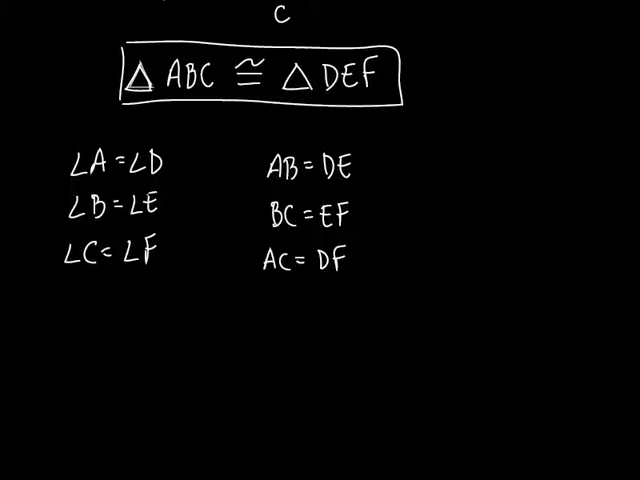 C
△ ABC ≅ △ DEF
∠A = ∠D AB = DE
∠B = ∠E BC = EF
∠C = ∠F AC = DF